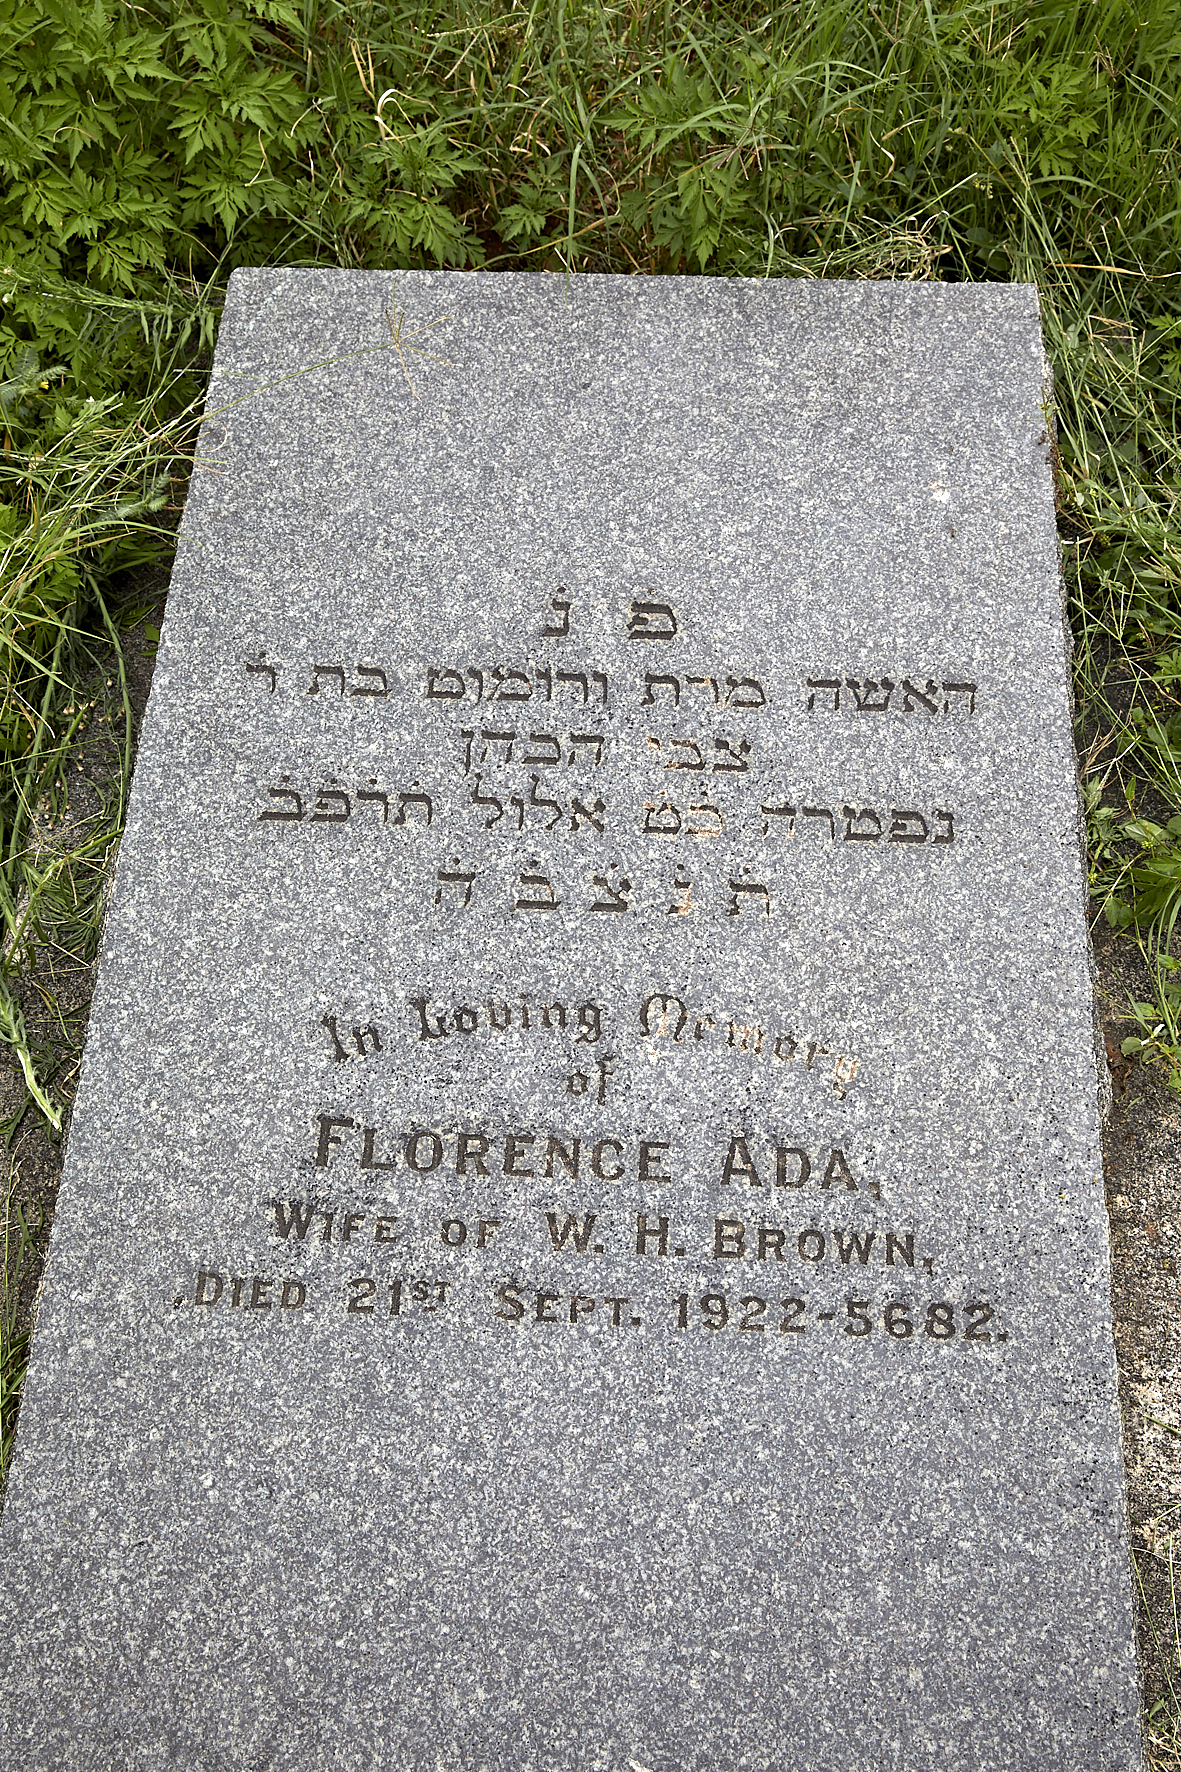 פ נ
האשה מרת ורומוט בת ר
צבי הכהן
נפטרה כט אלול תרפב
ת נ צ ב ה
In Loving Memory
of
FLORENCE ADA,
WIFE OF W. H. BROWN,
DIED 21ST SEPT. 1922-5682.